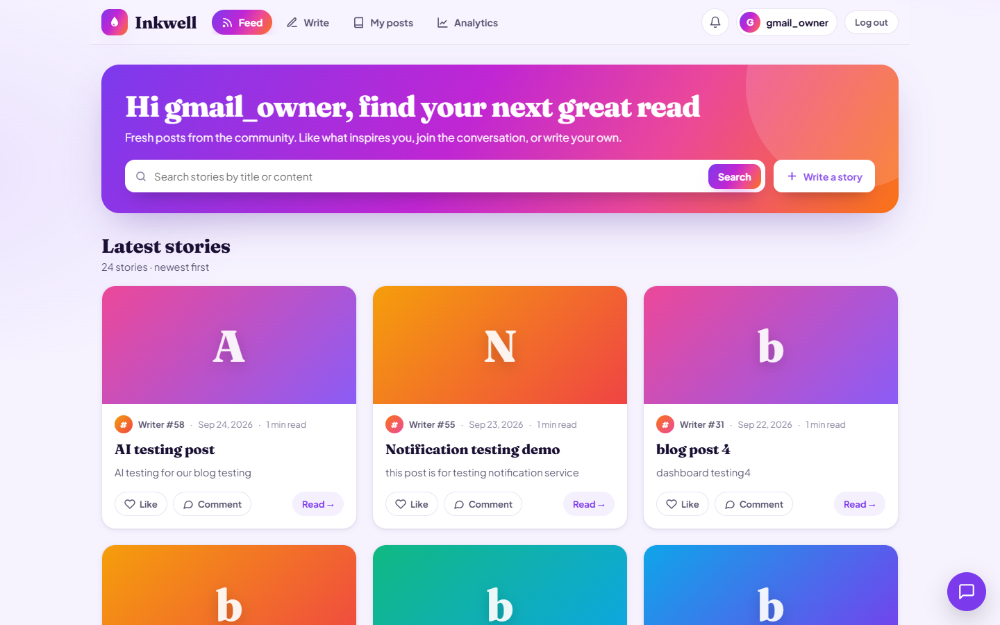 Inkwell
Feed
Write
My posts
Analytics
G
gmail_owner
Log out
Hi gmail_owner, find your next great read
Fresh posts from the community. Like what inspires you, join the conversation, or write your own.
Search stories by title or content
Search
+ Write a story
Latest stories
24 stories · newest first
A
N
b
# Writer #58 · Sep 24, 2026 · 1 min read
AI testing post
AI testing for our blog testing
Like
Comment
Read →
# Writer #55 · Sep 23, 2026 · 1 min read
Notification testing demo
this post is for testing notification service
Like
Comment
Read →
# Writer #31 · Sep 22, 2026 · 1 min read
blog post 4
dashboard testing4
Like
Comment
Read →
b
b
b